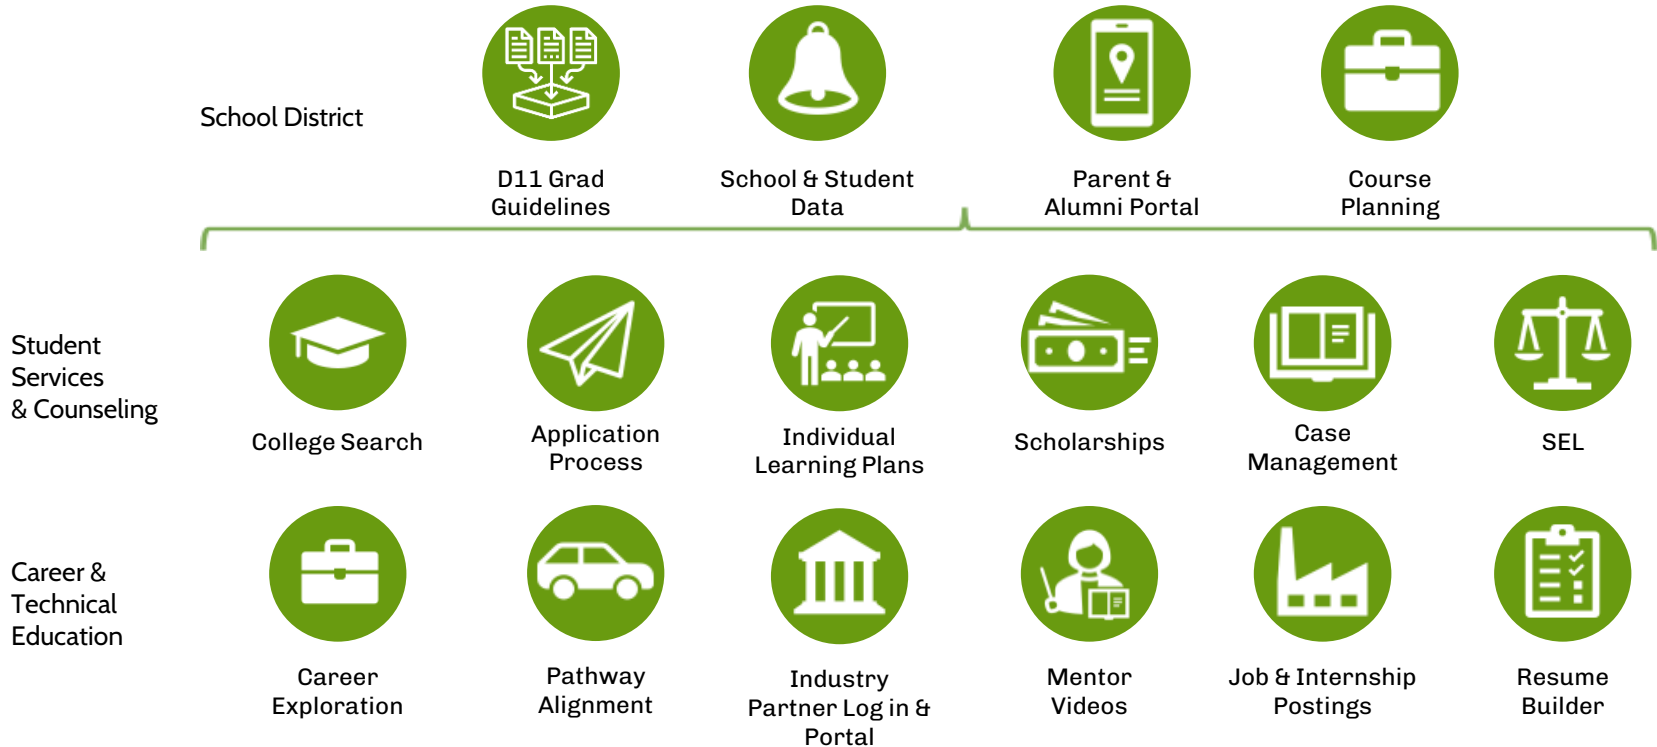 School District
D11 Grad
Guidelines
School & Student
Data
Parent &
Alumni Portal
Course
Planning
Student
Services
& Counseling
College Search
Application
Process
Individual
Learning Plans
Scholarships
Case
Management
SEL
Career &
Technical
Education
Career
Exploration
Pathway
Alignment
Industry
Partner Log in &
Portal
Mentor
Videos
Job & Internship
Postings
Resume
Builder